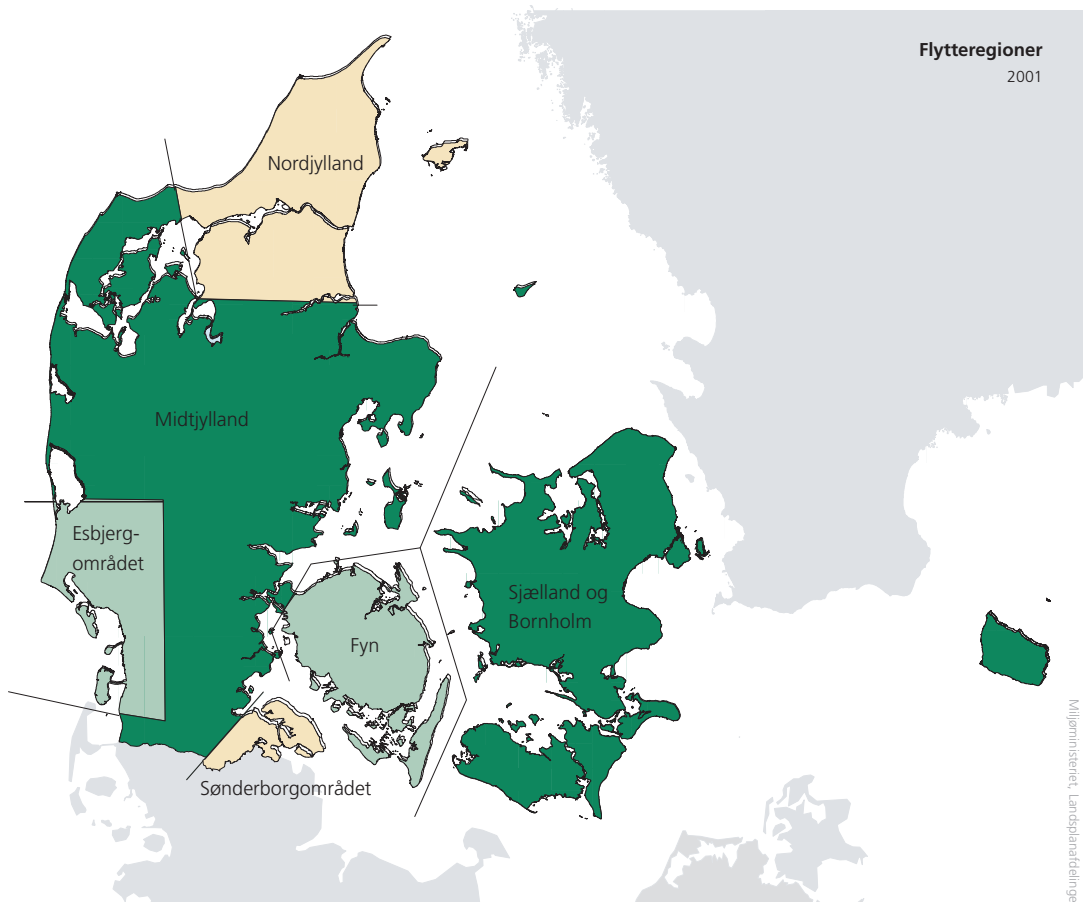 Flytteregioner
2001
Nordjylland
Midtjylland
Esbjerg-
området
Sjælland og
Bornholm
Fyn
Sønderborgområdet
Miljøministeriet, Landsplanafdelinge